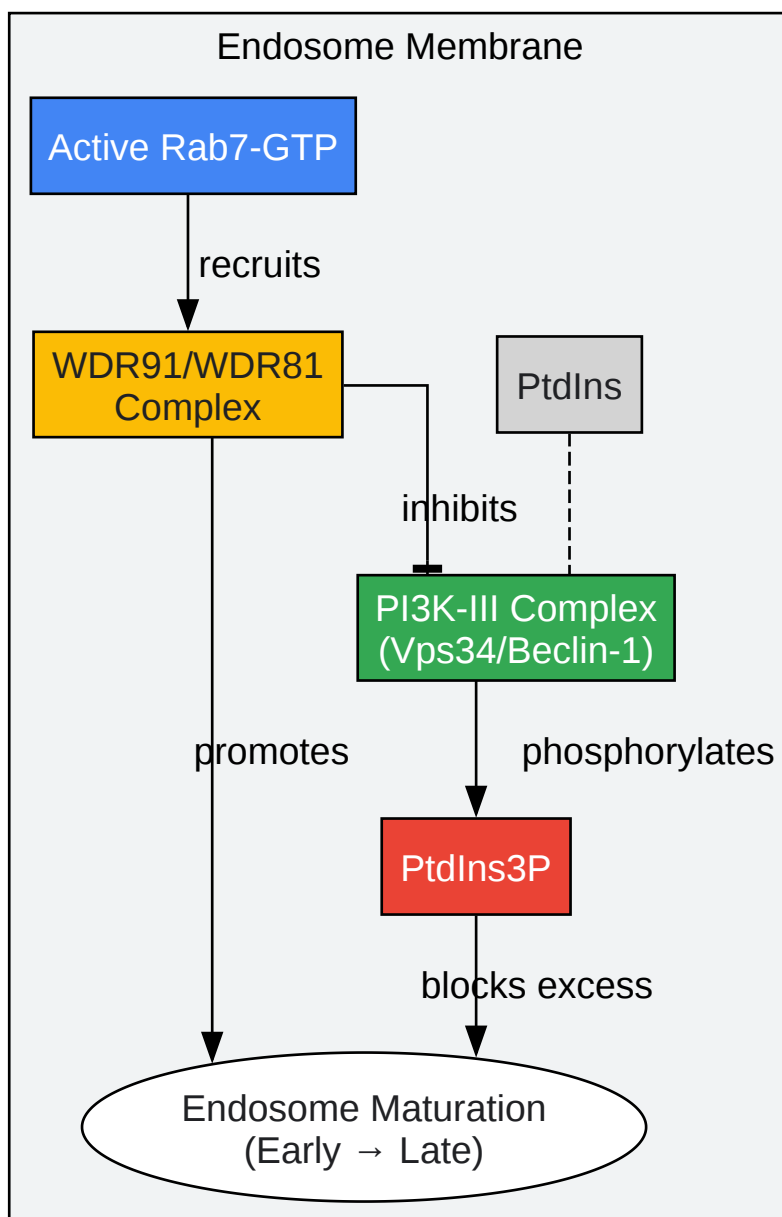 Endosome Membrane
Active Rab7-GTP
recruits
WDR91/WDR81
Complex
PtdIns
inhibits
PI3K-III Complex
(Vps34/Beclin-1)
promotes
phosphorylates
PtdIns3P
blocks excess
Endosome Maturation
(Early → Late)